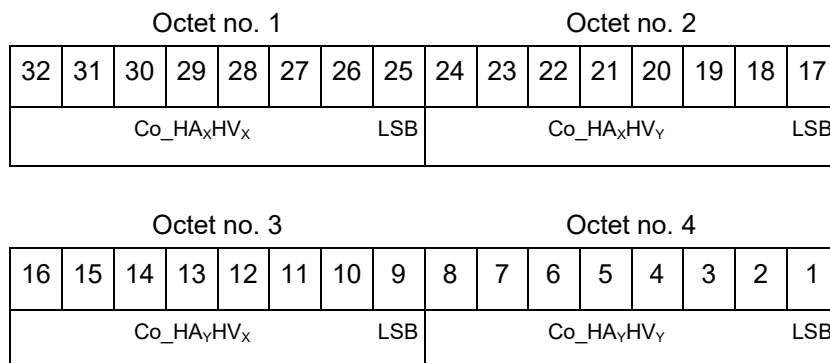 Octet no. 1 Octet no. 2
32 31 30 29 28 27 26 25 24 23 22 21 20 19 18 17
Co_HAₓHVₓ LSB Co_HAₓHVY LSB
Octet no. 3 Octet no. 4
16 15 14 13 12 11 10 9 8 7 6 5 4 3 2 1
Co_HAYHVₓ LSB Co_HAYHVY LSB